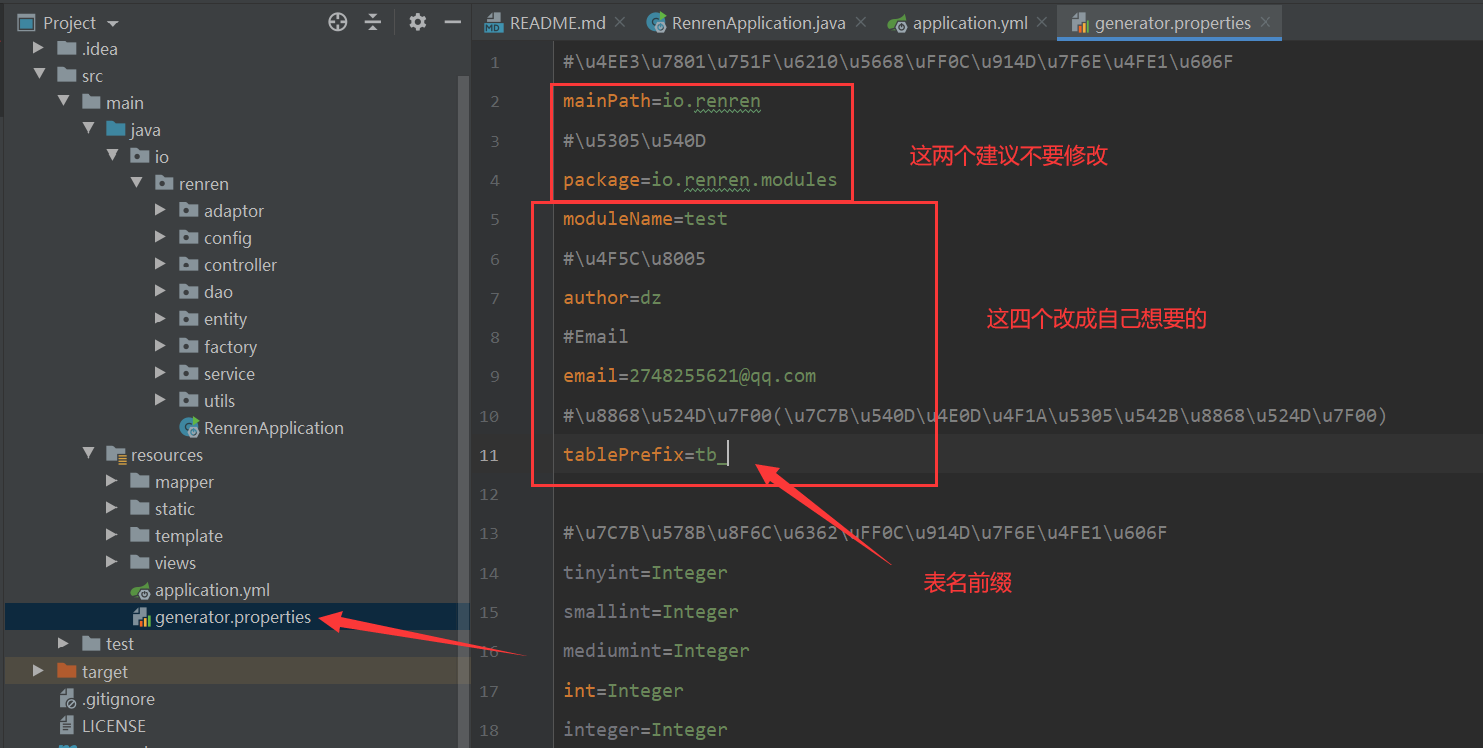 Project
.idea
src
main
java
io
renren
adaptor
config
controller
dao
entity
factory
service
utils
RenrenApplication
resources
mapper
static
template
views
application.yml
generator.properties
test
target
.gitignore
LICENSE
README.md
RenrenApplication.java
application.yml
generator.properties
1 #\u4EE3\u7801\u751F\u6210\u5668\uFF0C\u914D\u7F6E\u4FE1\u606F
2 mainPath=io.renren
3 #\u5305\u540D
4 package=io.renren.modules
5 moduleName=test
6 #\u4F5C\u8005
7 author=dz
8 #Email
9 email=2748255621@qq.com
10 #\u8868\u524D\u7F00(\u7C7B\u540D\u4E0D\u4F1A\u5305\u542B\u8868\u524D\u7F00)
11 tablePrefix=tb_
12
13 #\u7C7B\u578B\u8F6C\u6362\uFF0C\u914D\u7F6E\u4FE1\u606F
14 tinyint=Integer
15 smallint=Integer
16 mediumint=Integer
17 int=Integer
18 integer=Integer
这两个建议不要修改
这四个改成自己想要的
表名前缀